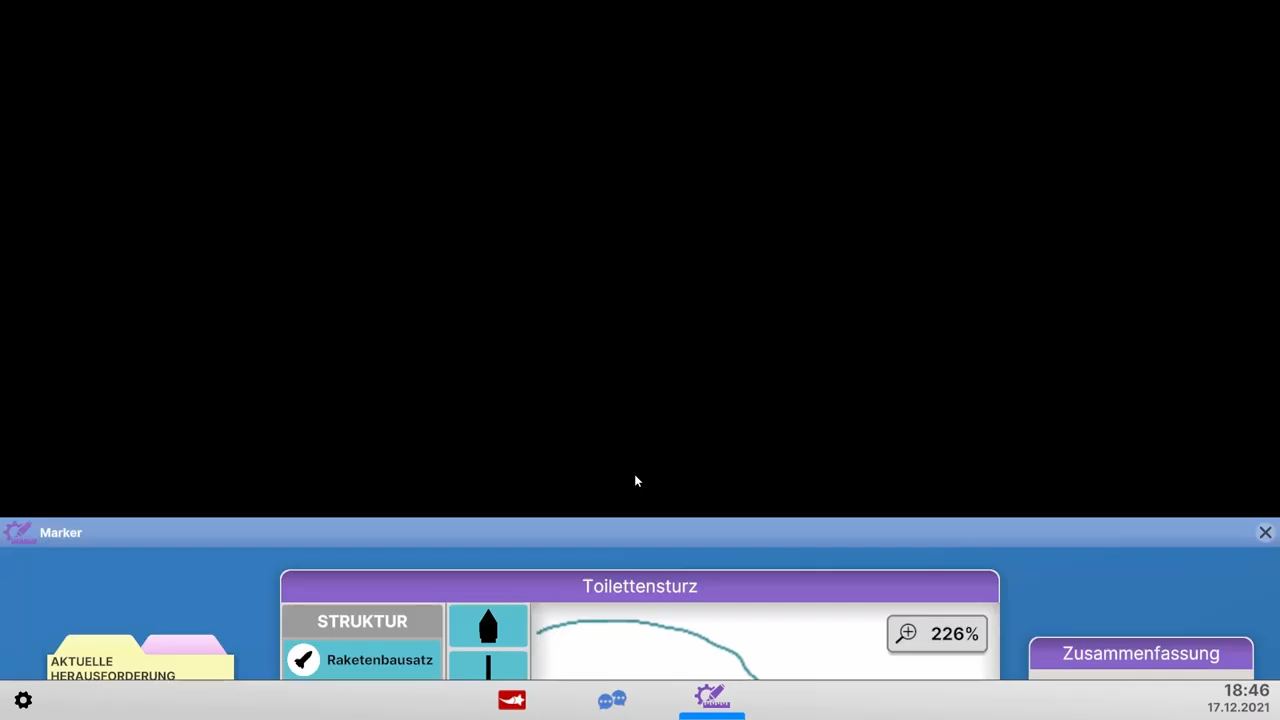 Marker
Toilettensturz
STRUKTUR
Raketenbausatz
226%
AKTUELLE
HERAUSFORDERUNG
Zusammenfassung
18:46
17.12.2021